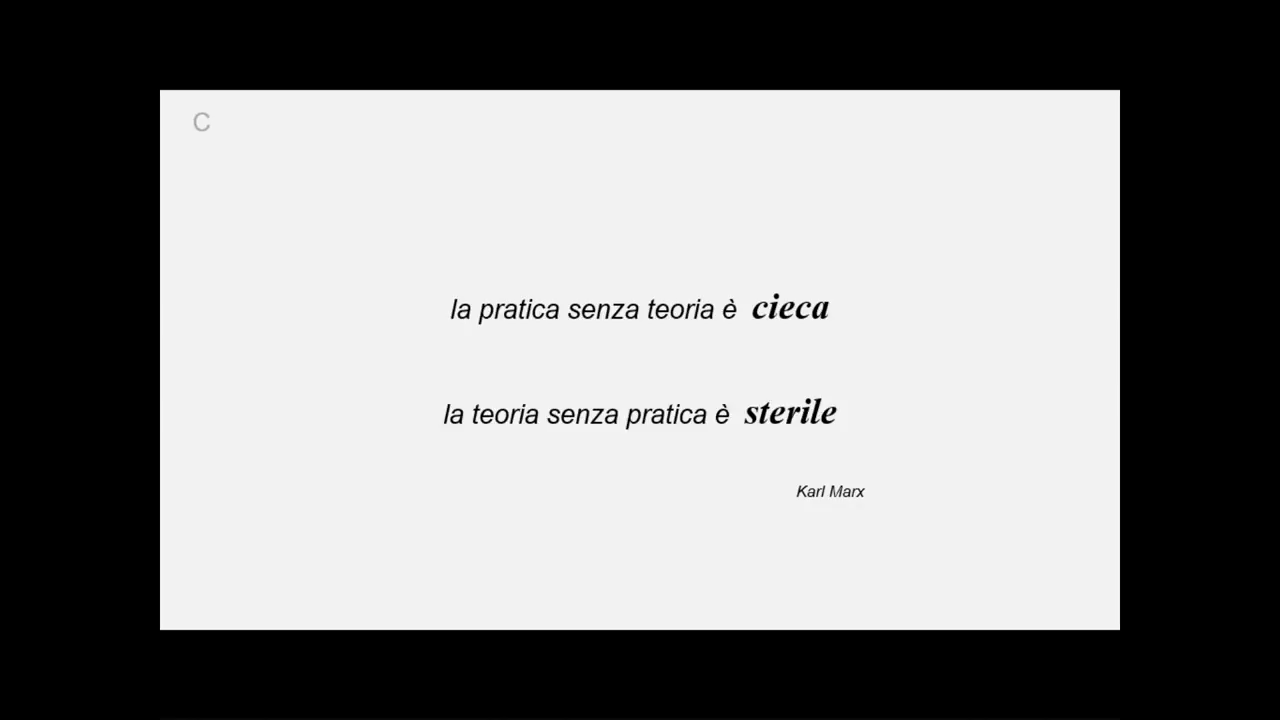 C
la pratica senza teoria è cieca
la teoria senza pratica è sterile
Karl Marx